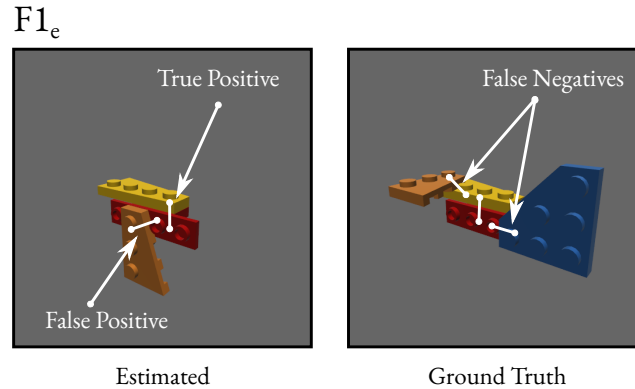 F1e
True Positive
False Negatives
False Positive
Estimated
Ground Truth